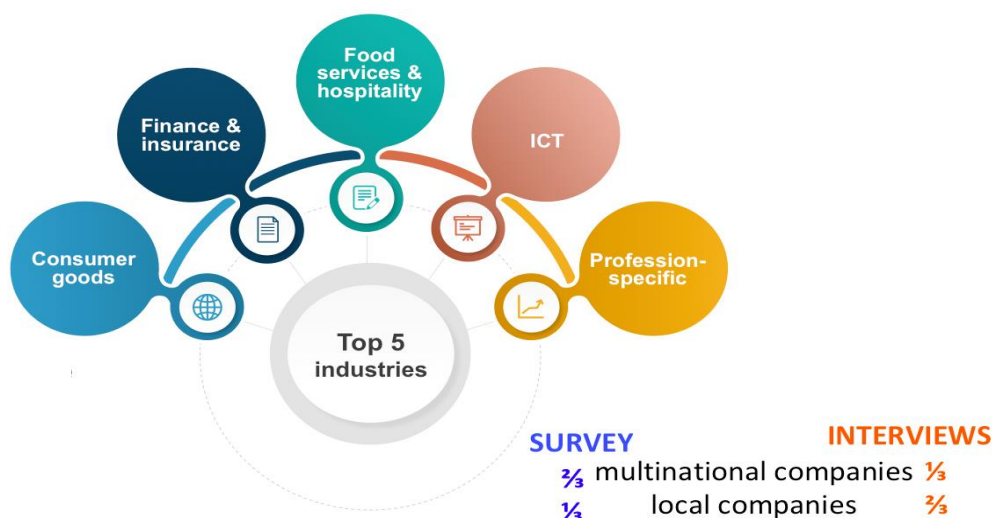 Food
services &
hospitality
Finance &
insurance
ICT
Consumer
goods
Profession-
specific
Top 5
industries
SURVEY INTERVIEWS
⅔ multinational companies ⅓
⅓ local companies ⅔